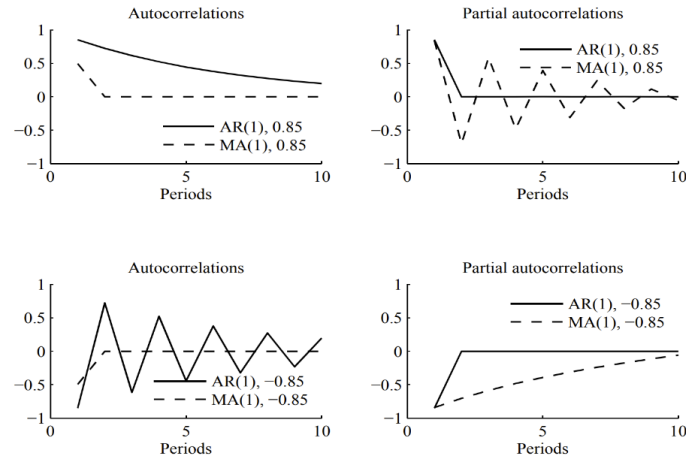 Autocorrelations
1
0.5
0
−0.5
−1
0
5
10
Periods
AR(1), 0.85
MA(1), 0.85
Partial autocorrelations
1
0.5
0
−0.5
−1
0
5
10
Periods
AR(1), 0.85
MA(1), 0.85
Autocorrelations
1
0.5
0
−0.5
−1
0
5
10
Periods
AR(1), −0.85
MA(1), −0.85
Partial autocorrelations
1
0.5
0
−0.5
−1
0
5
10
Periods
AR(1), −0.85
MA(1), −0.85